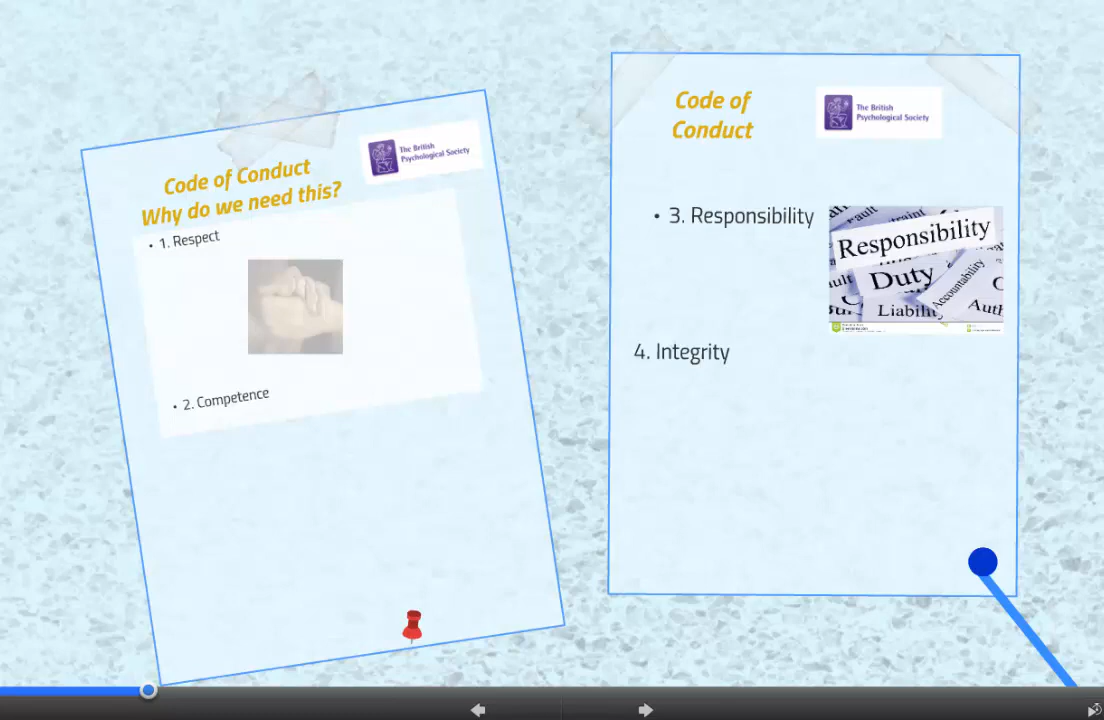 Code of Conduct
Why do we need this?
The British
Psychological Society
• 1. Respect
• 2. Competence
Code of
Conduct
The British
Psychological Society
• 3. Responsibility
Responsibility
Duty
Accountability
Liability
4. Integrity